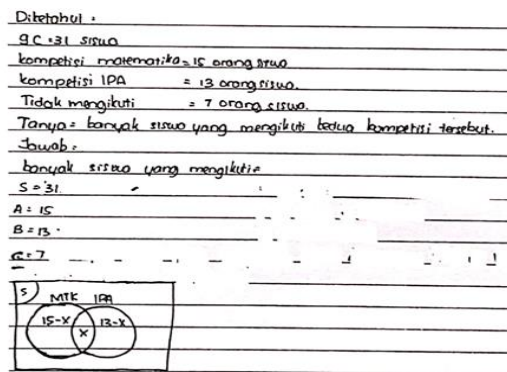 Diketahui :
9C = 31 siswa
kompetisi matematika = 15 orang siswa
kompetisi IPA = 13 orang siswa.
Tidak mengikuti = 7 orang siswa.
Tanya = banyak siswa yang mengikuti kedua kompetisi tersebut.
Jawab =
banyak siswa yang mengikuti =
S = 31.
A = 15
B = 13 .
C = 7
S
MTK IPA
15-x x 13-x